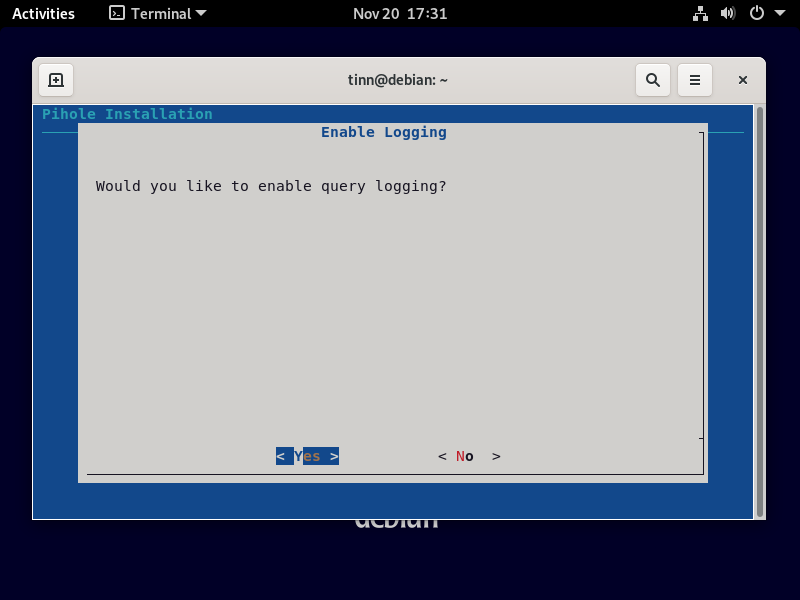 Activities Terminal Nov 20 17:31
tinn@debian: ~
Pihole Installation
Enable Logging
Would you like to enable query logging?
< Yes > < No >
debian